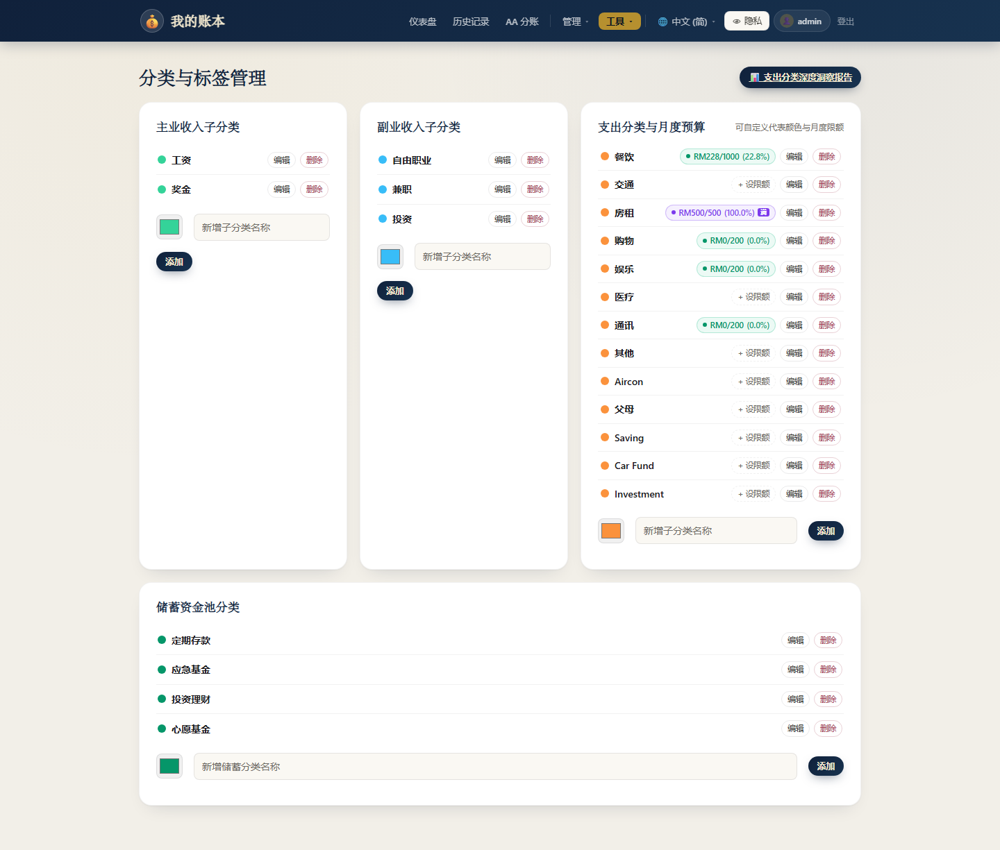 我的账本
仪表盘
历史记录
AA 分账
管理
工具
中文 (简)
隐私
admin
登出
分类与标签管理
支出分类深度洞察报告
主业收入子分类
工资 编辑 删除
奖金 编辑 删除
新增子分类名称
添加
副业收入子分类
自由职业 编辑 删除
兼职 编辑 删除
投资 编辑 删除
新增子分类名称
添加
支出分类与月度预算 可自定义代表颜色与月度限额
餐饮 RM228/1000 (22.8%) 编辑 删除
交通 + 设限额 编辑 删除
房租 RM500/500 (100.0%) 满 编辑 删除
购物 RM0/200 (0.0%) 编辑 删除
娱乐 RM0/200 (0.0%) 编辑 删除
医疗 + 设限额 编辑 删除
通讯 RM0/200 (0.0%) 编辑 删除
其他 + 设限额 编辑 删除
Aircon + 设限额 编辑 删除
父母 + 设限额 编辑 删除
Saving + 设限额 编辑 删除
Car Fund + 设限额 编辑 删除
Investment + 设限额 编辑 删除
新增子分类名称 添加
储蓄资金池分类
定期存款 编辑 删除
应急基金 编辑 删除
投资理财 编辑 删除
心愿基金 编辑 删除
新增储蓄分类名称 添加